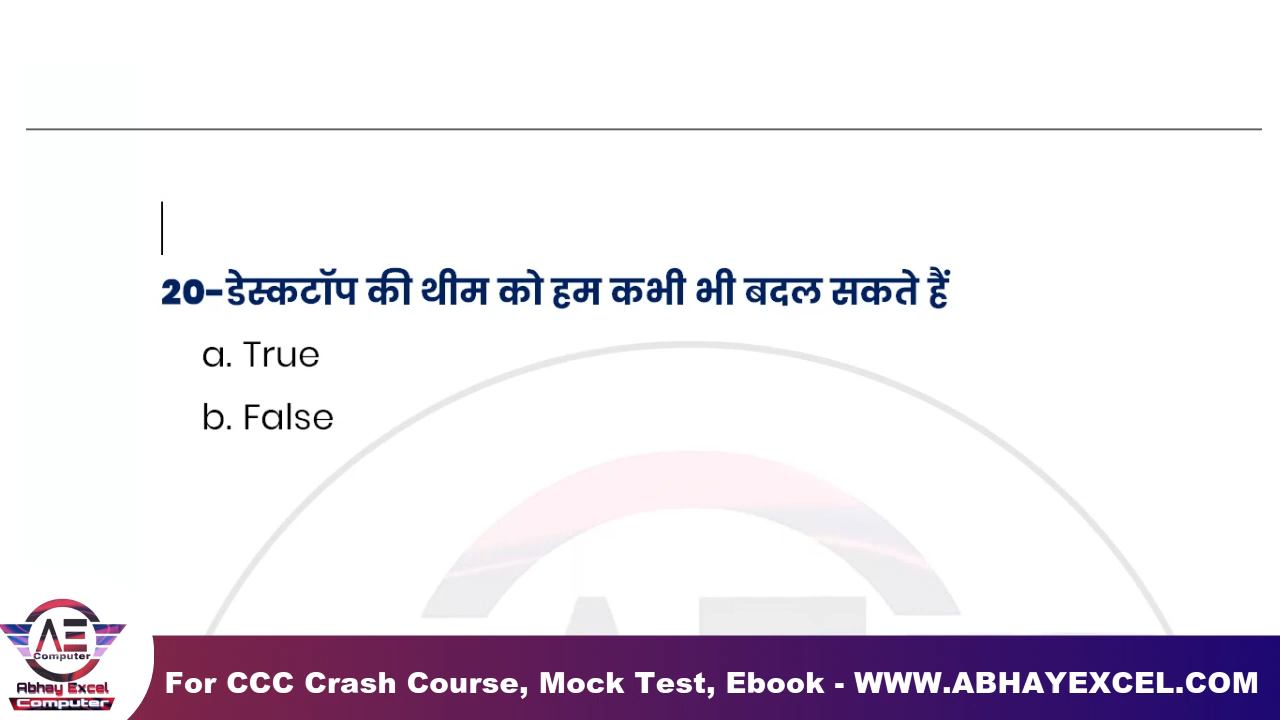 20-डेस्कटॉप की थीम को हम कभी भी बदल सकते हैं
a. True
b. False
AE
Computer
Abhay Excel
Computer
For CCC Crash Course, Mock Test, Ebook - WWW.ABHAYEXCEL.COM